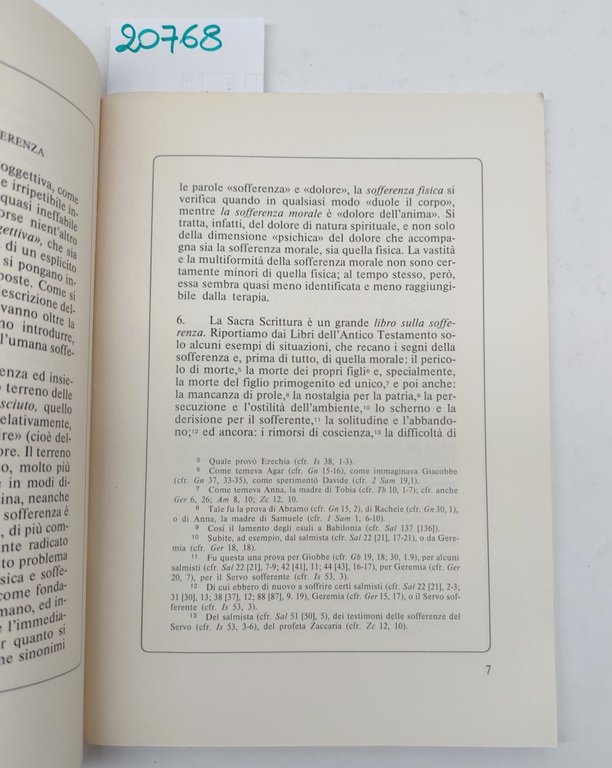 20768
FERENZA
oggettiva, come
e irripetibile in-
quasi ineffabile
orse nient'altro
ggettiva», che sia
di un esplicito
si pongano in-
poste. Come si
descrizione del-
vanno oltre la
no introdurre,
l'umana soffe-
enza ed insie-
terreno delle
sciuto, quello
relativamente,
ire» (cioè del-
ore. Il terreno
o, molto più
in modi di-
ina, neanche
sofferenza è
, di più com-
ente radicato
to problema
sica e soffe-
come fonda-
mano, ed in-
e l'immedia-
r quanto si
ne sinonimi
le parole «sofferenza» e «dolore», la sofferenza fisica si
verifica quando in qualsiasi modo «duole il corpo»,
mentre la sofferenza morale è «dolore dell'anima». Si
tratta, infatti, del dolore di natura spirituale, e non solo
della dimensione «psichica» del dolore che accompa-
gna sia la sofferenza morale, sia quella fisica. La vastità
e la multiformità della sofferenza morale non sono cer-
tamente minori di quella fisica; al tempo stesso, però,
essa sembra quasi meno identificata e meno raggiungi-
bile dalla terapia.
6. La Sacra Scrittura è un grande libro sulla soffe-
renza. Riportiamo dai Libri dell'Antico Testamento so-
lo alcuni esempi di situazioni, che recano i segni della
sofferenza e, prima di tutto, di quella morale: il perico-
lo di morte,5 la morte dei propri figli6 e, specialmente,
la morte del figlio primogenito ed unico,7 e poi anche:
la mancanza di prole,8 la nostalgia per la patria,9 la per-
secuzione e l'ostilità dell'ambiente,10 lo scherno e la
derisione per il sofferente,11 la solitudine e l'abbando-
no;12 ed ancora: i rimorsi di coscienza,13 la difficoltà di
5 Quale provò Ezechia (cfr. Is 38, 1-3).
6 Come temeva Agar (cfr. Gn 15-16), come immaginava Giacobbe
(cfr. Gn 37, 33-35), come sperimentò Davide (cfr. 2 Sam 19,1).
7 Come temeva Anna, la madre di Tobia (cfr. Tb 10, 1-7); cfr. anche
Ger 6, 26; Am 8, 10; Zc 12, 10.
8 Tale fu la prova di Abramo (cfr. Gn 15, 2), di Rachele (cfr. Gn 30, 1),
o di Anna, la madre di Samuele (cfr. 1 Sam 1, 6-10).
9 Così il lamento degli esuli a Babilonia (cfr. Sal 137 [136]).
10 Subite, ad esempio, dal salmista (cfr. Sal 22 [21], 17-21), o da Gere-
mia (cfr. Ger 18, 18).
11 Fu questa una prova per Giobbe (cfr. Gb 19, 18; 30, 1.9), per alcuni
salmisti (cfr. Sal 22 [21], 7-9; 42 [41], 11; 44 [43], 16-17), per Geremia (cfr. Ger
20, 7), per il Servo sofferente (cfr. Is 53, 3).
12 Di cui ebbero di nuovo a soffrire certi salmisti (cfr. Sal 22 [21], 2-3;
31 [30], 13; 38 [37], 12; 88 [87], 9. 19), Geremia (cfr. Ger 15, 17), o il Servo sof-
ferente (cfr. Is 53, 3).
13 Del salmista (cfr. Sal 51 [50], 5), dei testimoni delle sofferenze del
Servo (cfr. Is 53, 3-6), del profeta Zaccaria (cfr. Zc 12, 10).
7